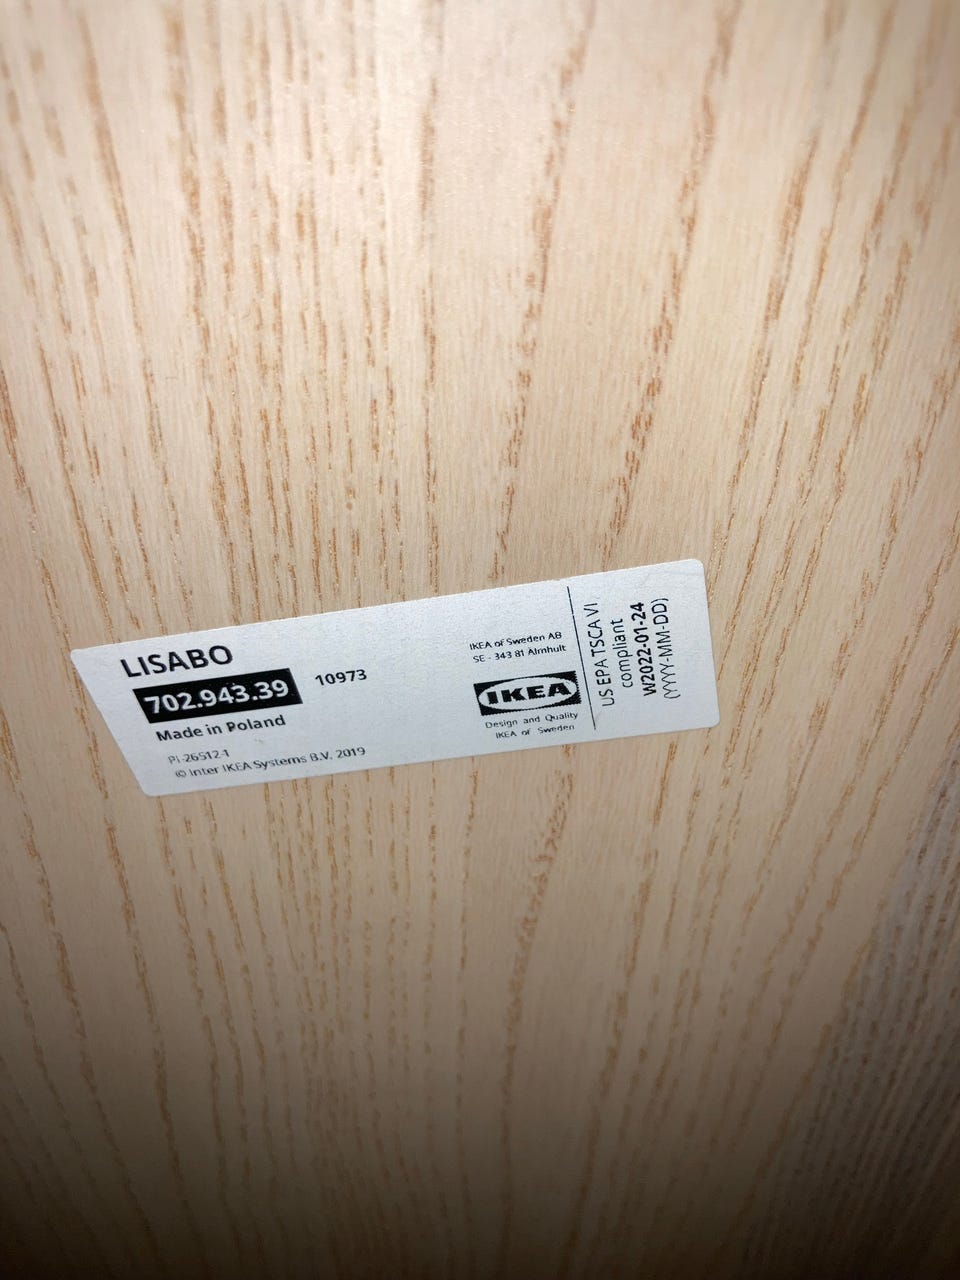 LISABO
702.943.39 10973
Made in Poland
PI-26512-1
© Inter IKEA Systems B.V. 2019
IKEA of Sweden AB
SE - 343 81 Älmhult
IKEA
Design and Quality
IKEA of Sweden
US EPA TSCA VI
compliant
W2022-01-24
(YYYY-MM-DD)